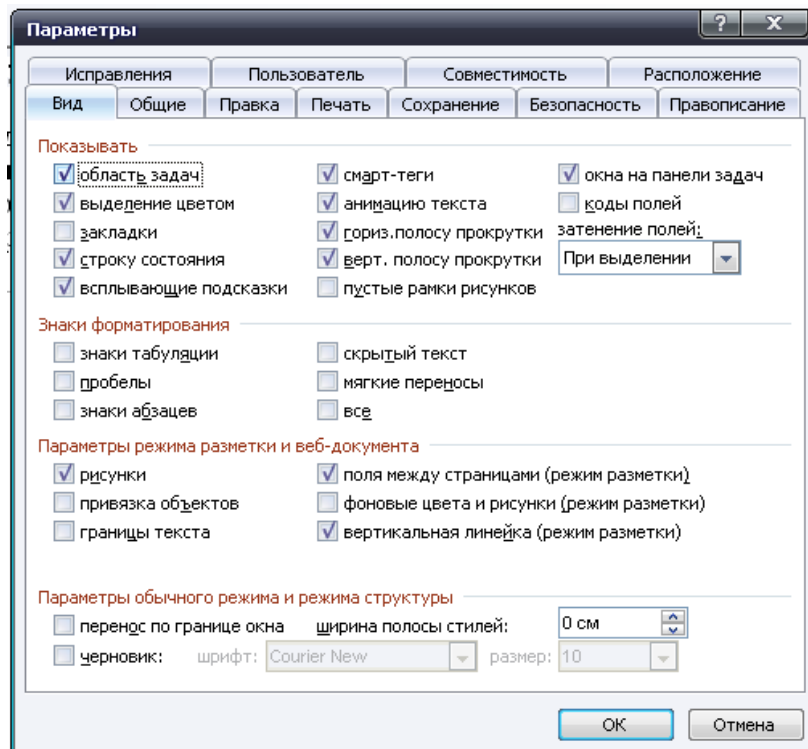 Параметры
?
X
Исправления Пользователь Совместимость Расположение
Вид Общие Правка Печать Сохранение Безопасность Правописание
Показывать
область задач смарт-теги окна на панели задач
выделение цветом анимацию текста коды полей
закладки гориз.полосу прокрутки затенение полей:
строку состояния верт. полосу прокрутки При выделении
всплывающие подсказки пустые рамки рисунков
Знаки форматирования
знаки табуляции скрытый текст
пробелы мягкие переносы
знаки абзацев все
Параметры режима разметки и веб-документа
рисунки поля между страницами (режим разметки)
привязка объектов фоновые цвета и рисунки (режим разметки)
границы текста вертикальная линейка (режим разметки)
Параметры обычного режима и режима структуры
перенос по границе окна ширина полосы стилей: 0 см
черновик: шрифт: Courier New размер: 10
ОК Отмена